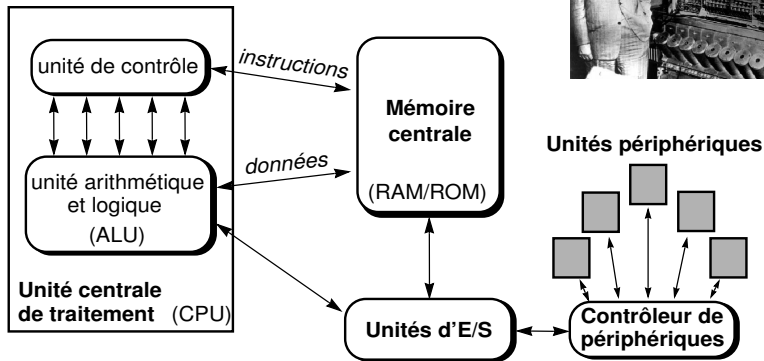 unité de contrôle
instructions
Mémoire
centrale
(RAM/ROM)
données
unité arithmétique
et logique
(ALU)
Unité centrale
de traitement (CPU)
Unités périphériques
Unités d'E/S
Contrôleur de
périphériques